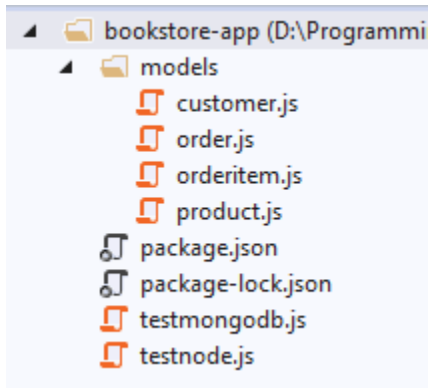 bookstore-app (D:\Programmi
models
customer.js
order.js
orderitem.js
product.js
package.json
package-lock.json
testmongodb.js
testnode.js